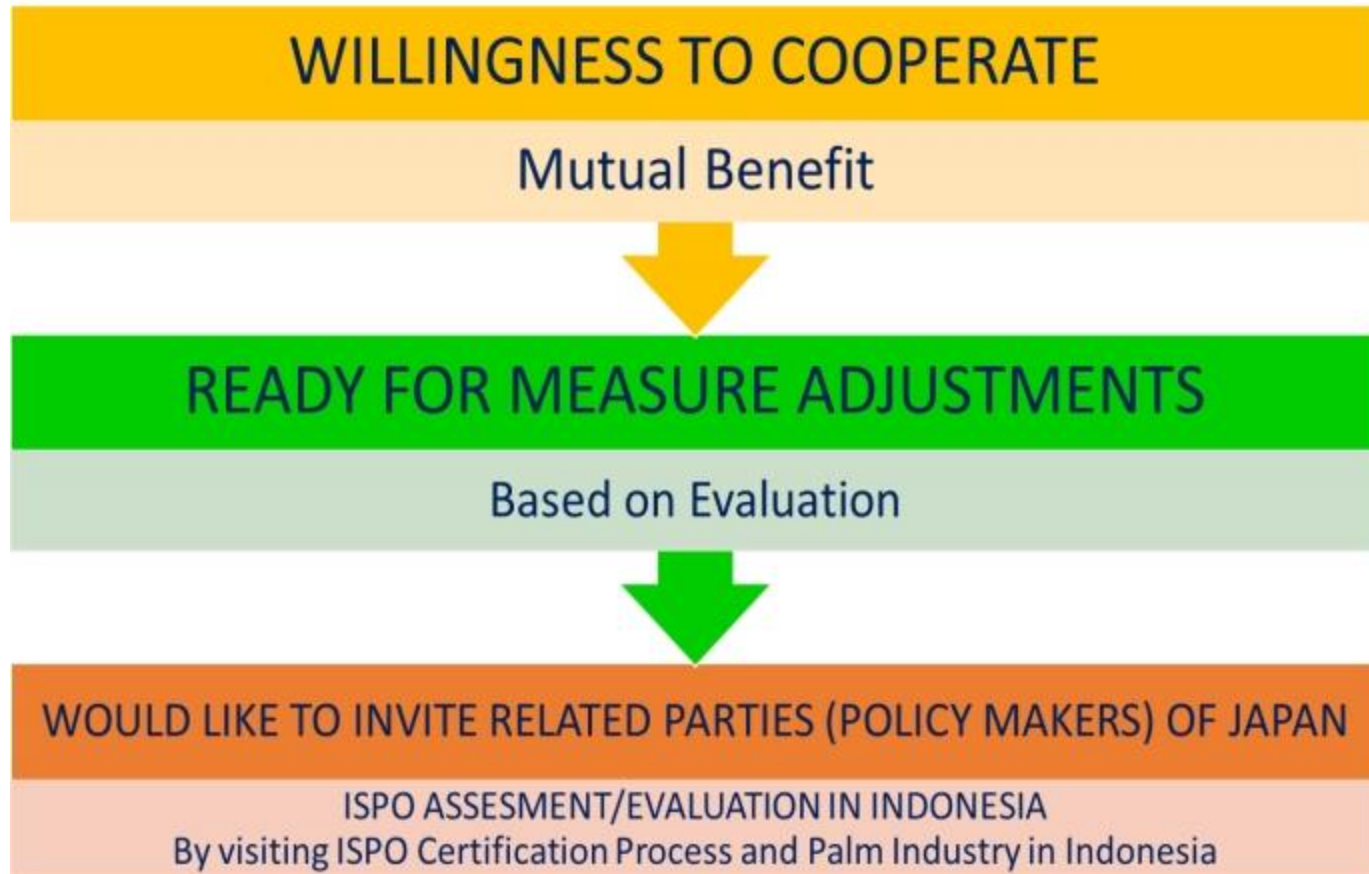 WILLINGNESS TO COOPERATE
Mutual Benefit
READY FOR MEASURE ADJUSTMENTS
Based on Evaluation
WOULD LIKE TO INVITE RELATED PARTIES (POLICY MAKERS) OF JAPAN
ISPO ASSESMENT/EVALUATION IN INDONESIA
By visiting ISPO Certification Process and Palm Industry in Indonesia